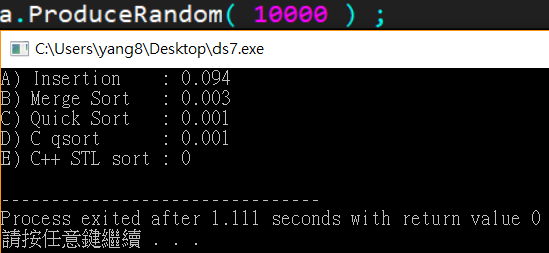 a.ProduceRandom( 10000 ) ;
C:\Users\yang8\Desktop\ds7.exe
A) Insertion    : 0.094
B) Merge Sort   : 0.003
C) Quick Sort   : 0.001
D) C qsort      : 0.001
E) C++ STL sort : 0
--------------------------------
Process exited after 1.111 seconds with return value 0
請按任意鍵繼續 . . .